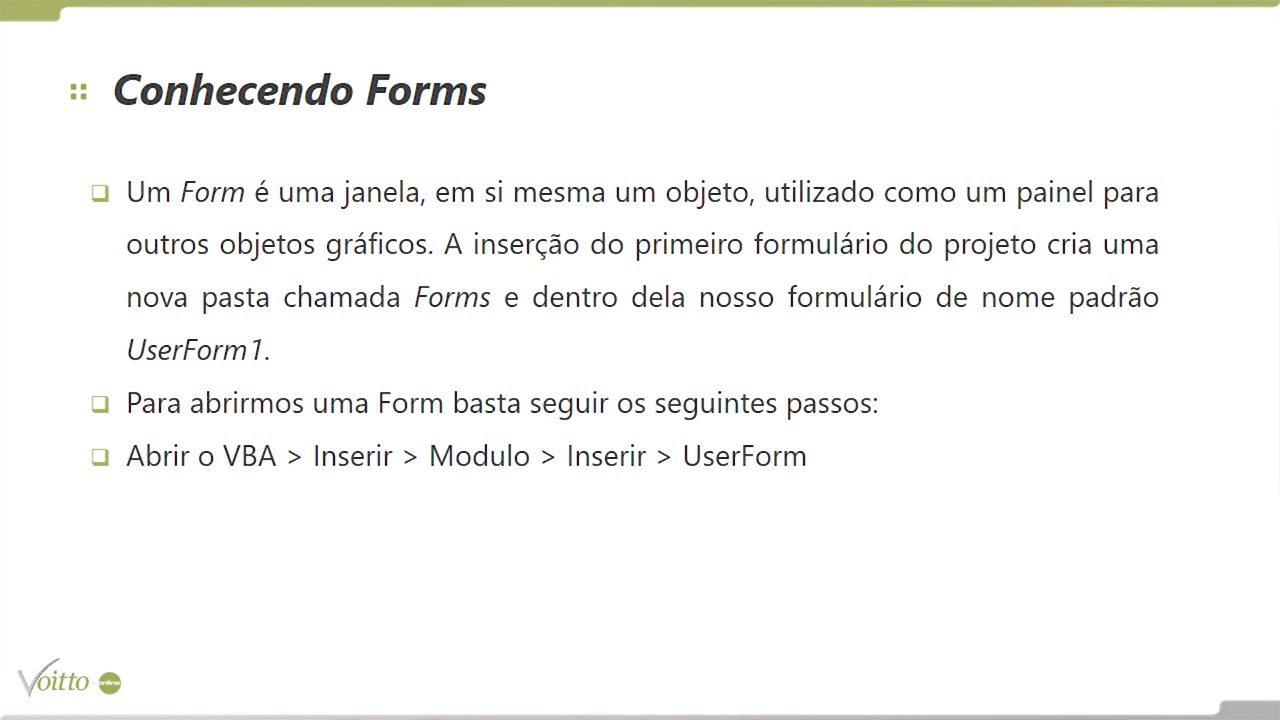 Conhecendo Forms
Um Form é uma janela, em si mesma um objeto, utilizado como um painel para
outros objetos gráficos. A inserção do primeiro formulário do projeto cria uma
nova pasta chamada Forms e dentro dela nosso formulário de nome padrão
UserForm1.
Para abrirmos uma Form basta seguir os seguintes passos:
Abrir o VBA > Inserir > Modulo > Inserir > UserForm
Voitto online